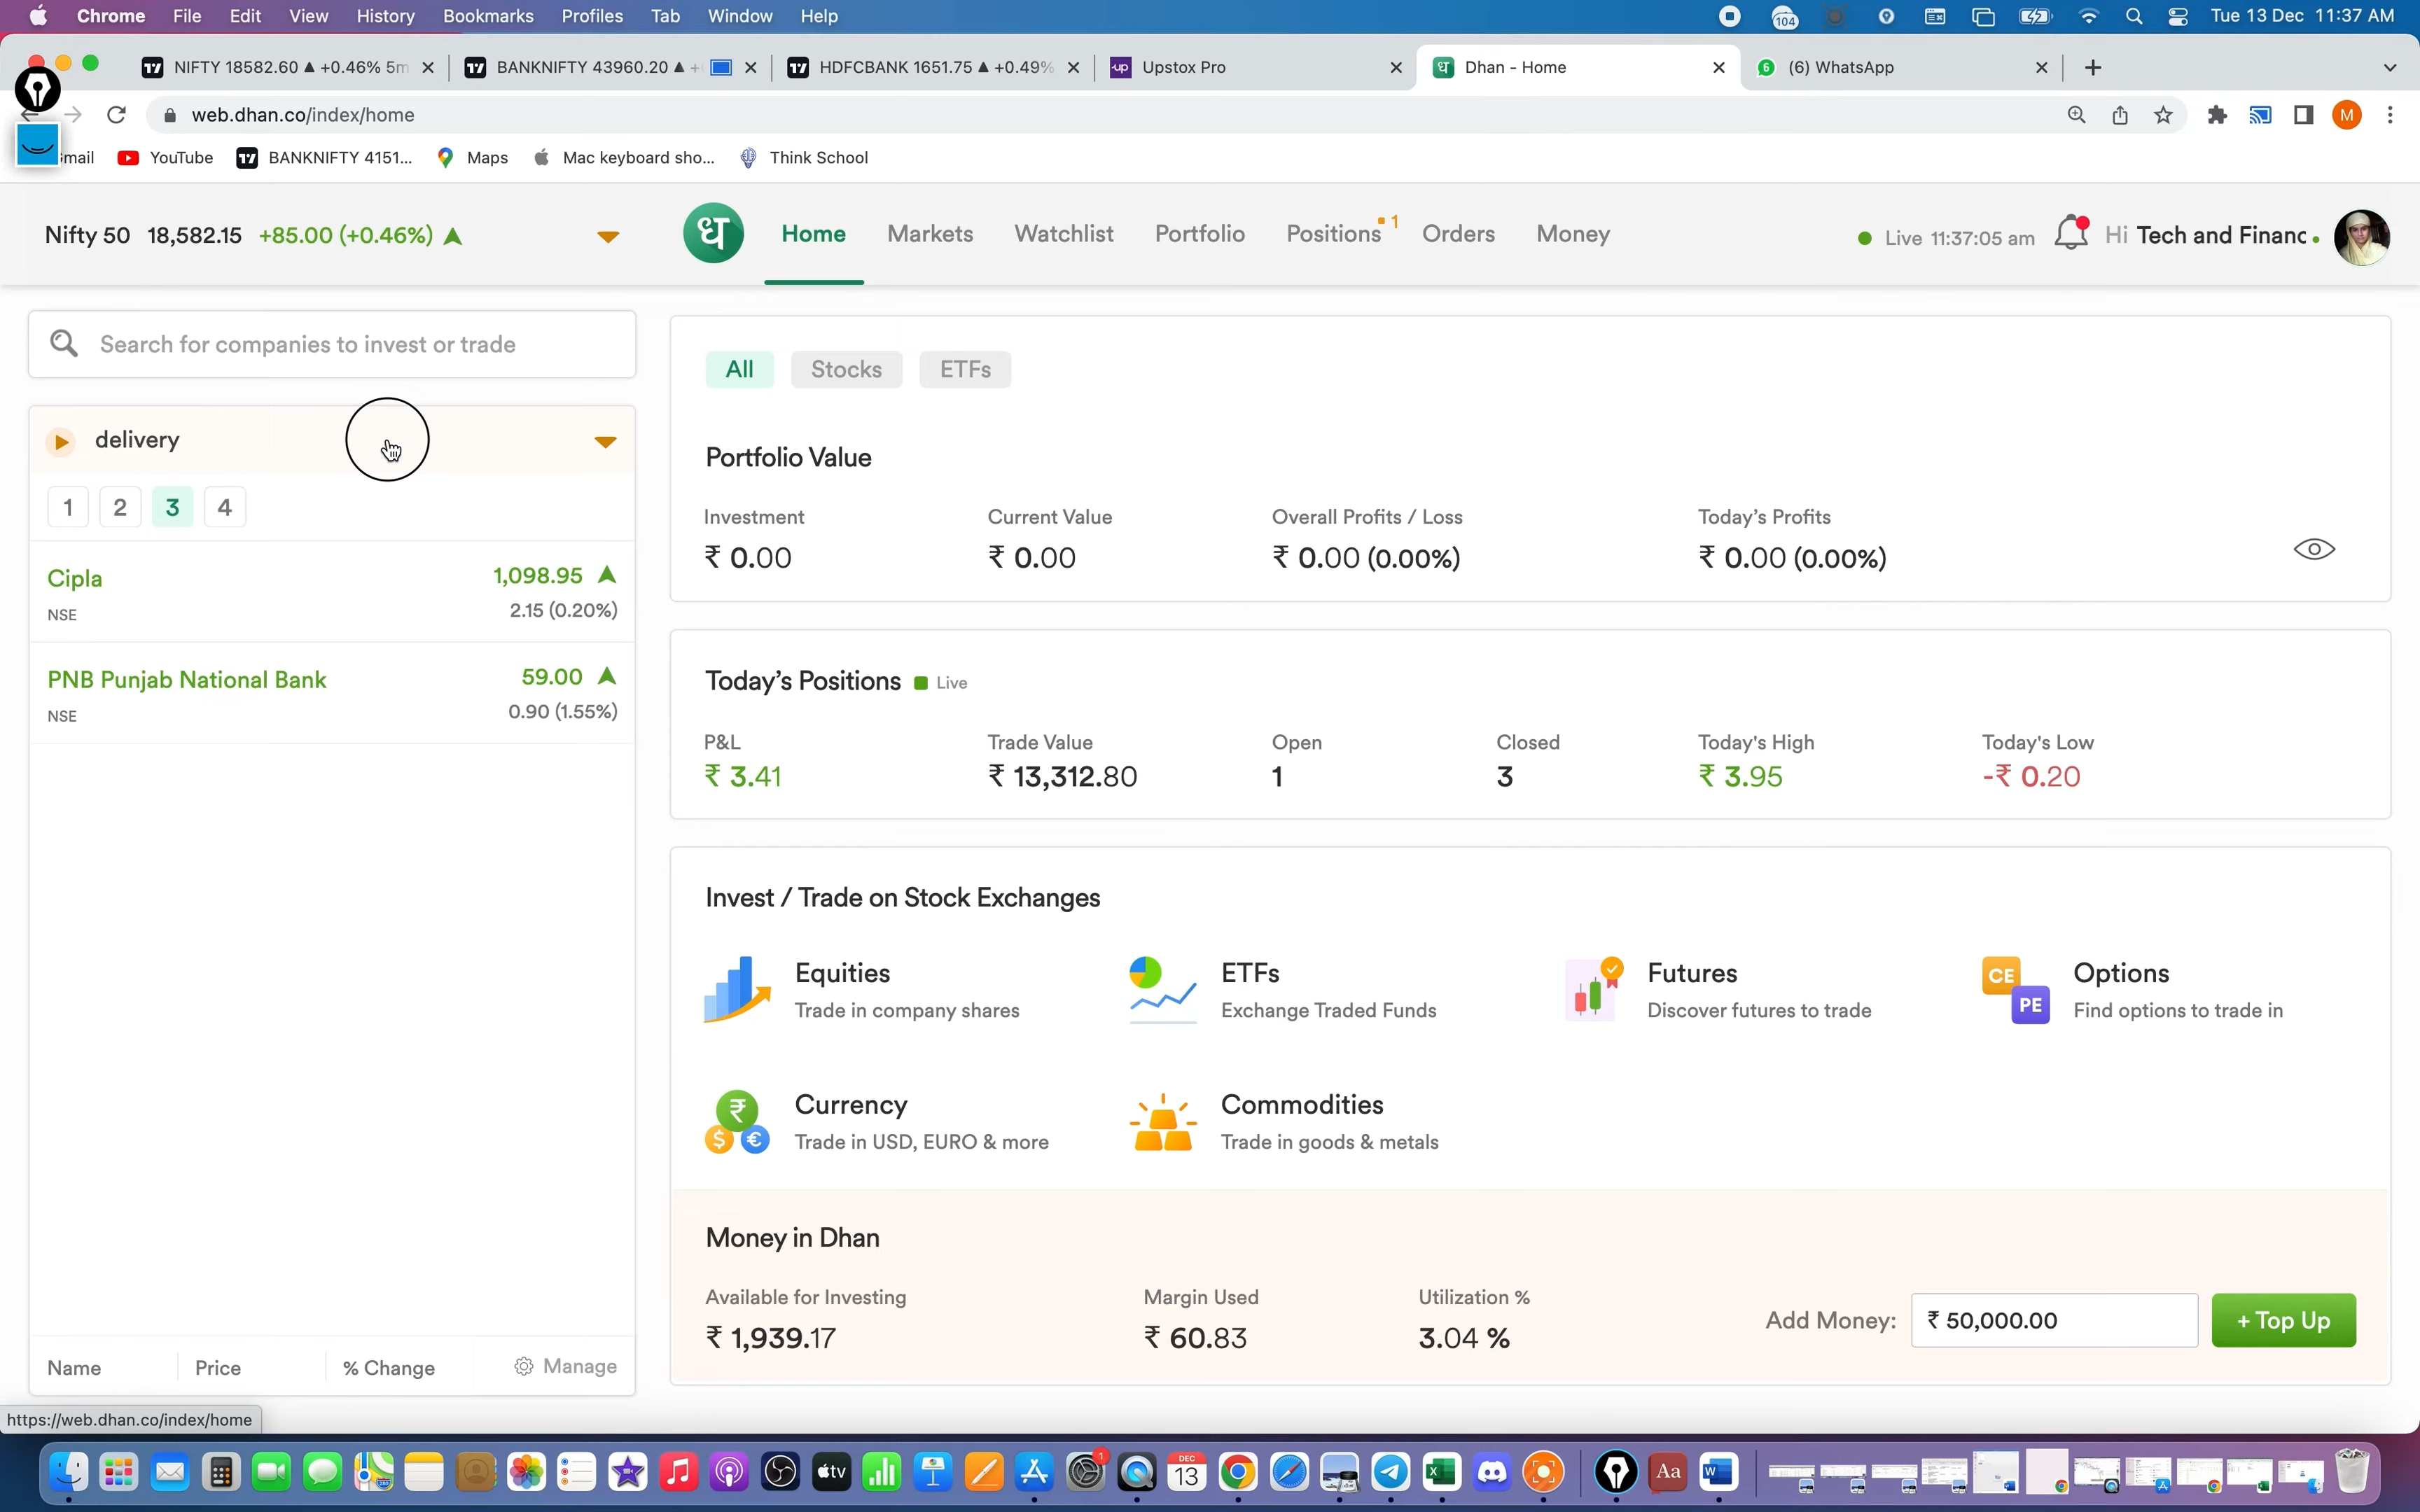 Chrome File Edit View History Bookmarks Profiles Tab Window Help 104 Tue 13 Dec 11:37 AM
NIFTY 18582.60 ▲ +0.46% 5m BANKNIFTY 43960.20 ▲ + HDFCBANK 1651.75 ▲ +0.49% up Upstox Pro ध Dhan - Home 6 (6) WhatsApp
web.dhan.co/index/home M
mail YouTube BANKNIFTY 4151... Maps Mac keyboard sho... Think School
Nifty 50 18,582.15 +85.00 (+0.46%) ध Home Markets Watchlist Portfolio Positions 1 Orders Money Live 11:37:05 am Hi Tech and Financ
Search for companies to invest or trade
All Stocks ETFs
delivery
1 2 3 4
Cipla 1,098.95
NSE 2.15 (0.20%)
PNB Punjab National Bank 59.00
NSE 0.90 (1.55%)
Name Price % Change Manage
Portfolio Value
Investment Current Value Overall Profits / Loss Today's Profits
₹ 0.00 ₹ 0.00 ₹ 0.00 (0.00%) ₹ 0.00 (0.00%)
Today's Positions Live
P&L Trade Value Open Closed Today's High Today's Low
₹ 3.41 ₹ 13,312.80 1 3 ₹ 3.95 -₹ 0.20
Invest / Trade on Stock Exchanges
Equities ETFs Futures CE PE Options
Trade in company shares Exchange Traded Funds Discover futures to trade Find options to trade in
₹ $ € Currency Commodities
Trade in USD, EURO & more Trade in goods & metals
Money in Dhan
Available for Investing Margin Used Utilization %
₹ 1,939.17 ₹ 60.83 3.04 % Add Money: ₹ 50,000.00 + Top Up
https://web.dhan.co/index/home
tv 1 DEC 13 Aa